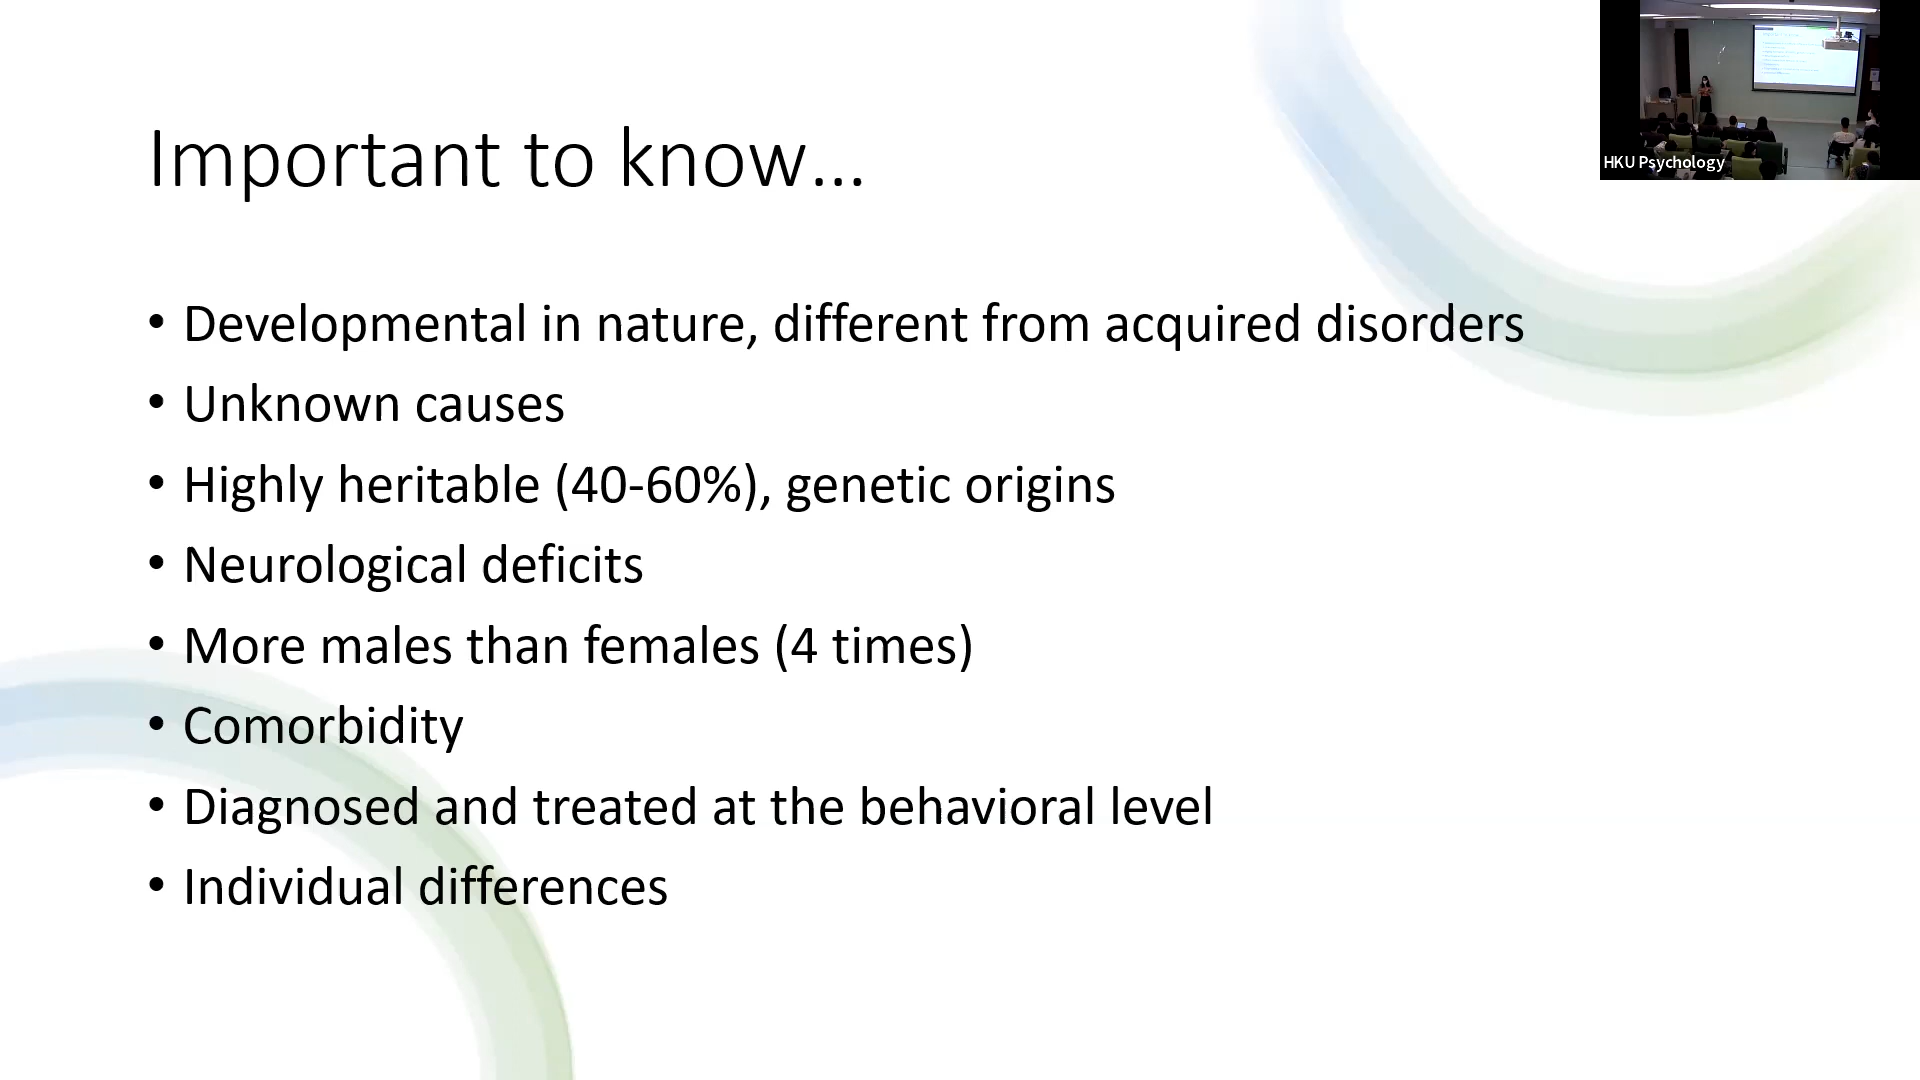 HKU Psychology
Important to know...
• Developmental in nature, different from acquired disorders
• Unknown causes
• Highly heritable (40-60%), genetic origins
• Neurological deficits
• More males than females (4 times)
• Comorbidity
• Diagnosed and treated at the behavioral level
• Individual differences